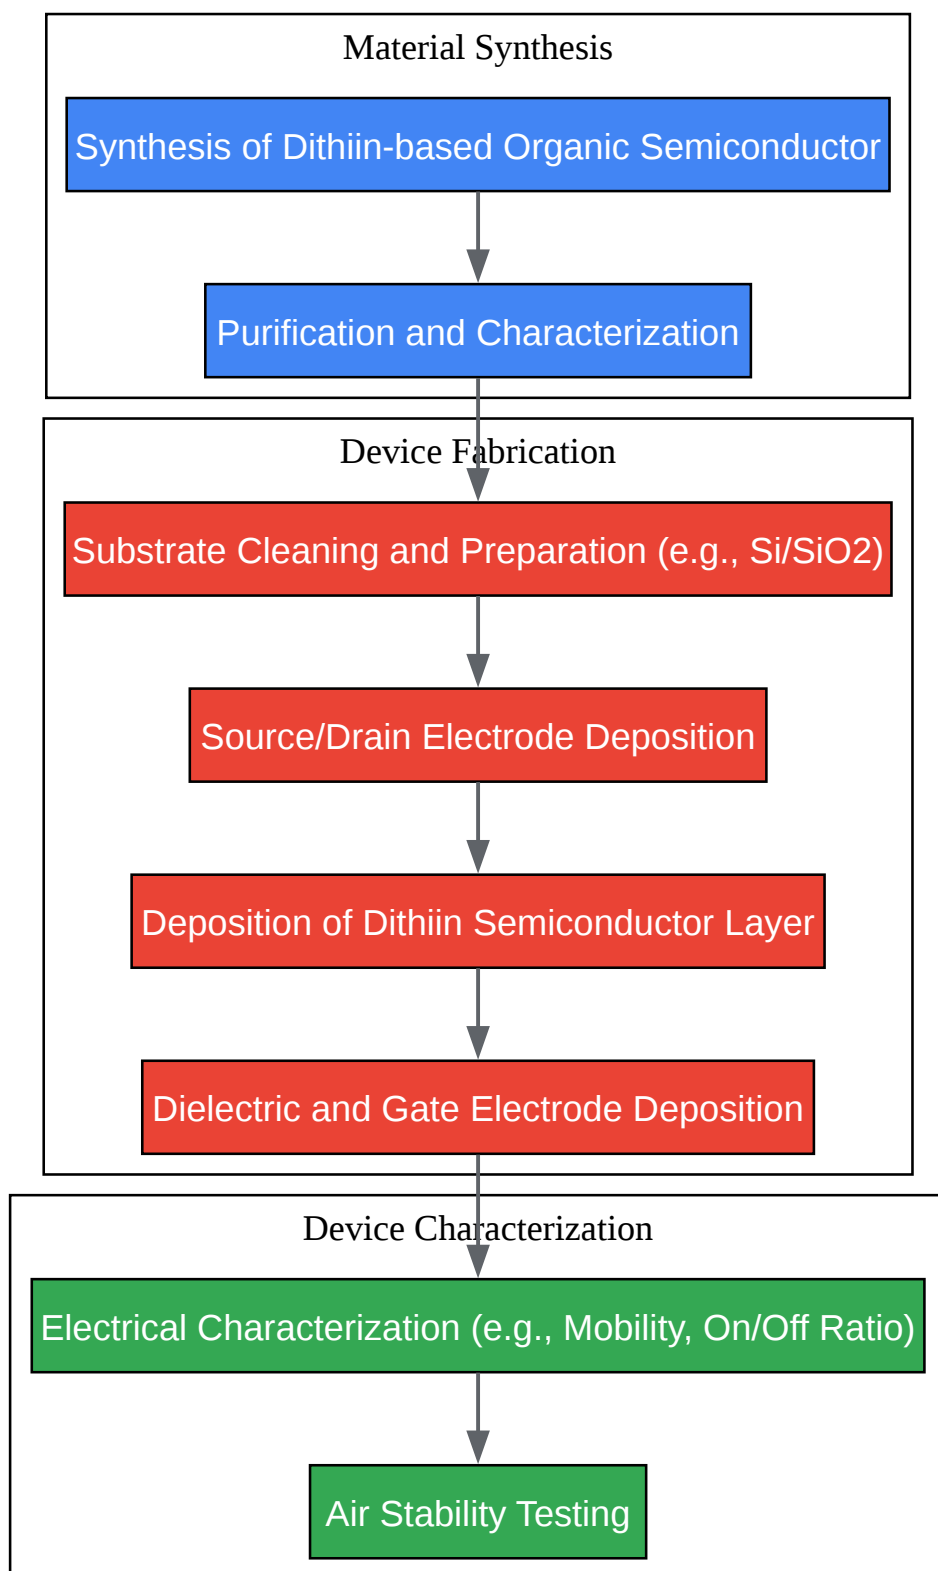 Material Synthesis
Synthesis of Dithiin-based Organic Semiconductor
Purification and Characterization
Device Fabrication
Substrate Cleaning and Preparation (e.g., Si/SiO2)
Source/Drain Electrode Deposition
Deposition of Dithiin Semiconductor Layer
Dielectric and Gate Electrode Deposition
Device Characterization
Electrical Characterization (e.g., Mobility, On/Off Ratio)
Air Stability Testing